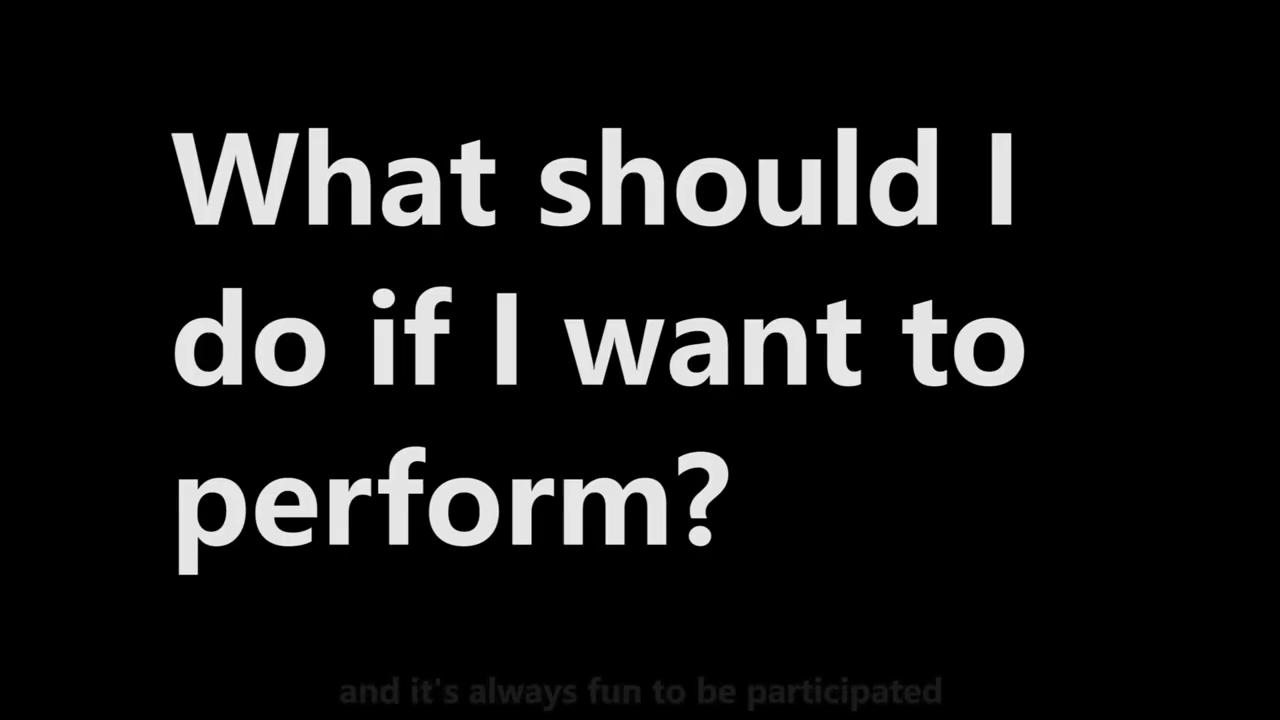 What should I
do if I want to
perform?
and it's always fun to be participated